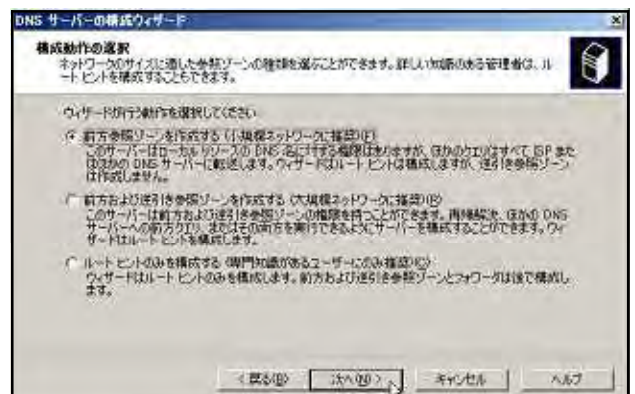 DNS サーバーの構成ウィザード
構成動作の選択
ネットワークのサイズに適した参照ゾーンの種類を選ぶことができます。詳しい知識のある管理者は、ル
ート ヒントを構成することもできます。
ウィザードが行う動作を選択してください
前方参照ゾーンを作成する (小規模ネットワークに推奨)(F)
このサーバーはローカル リソースの DNS 名に対する権限はありますが、ほかのクエリはすべて ISP また
はほかの DNS サーバーに転送します。ウィザードはルート ヒントは構成しますが、逆引き参照ゾーン
は作成しません。
前方および逆引き参照ゾーンを作成する (大規模ネットワークに推奨)(R)
このサーバーは前方および逆引き参照ゾーンの権限を持つことができます。再帰解決、ほかの DNS
サーバーへの前方クエリ、またはその両方を実行できるようにサーバーを構成することができます。ウィ
ザードはルート ヒントを構成します。
ルート ヒントのみを構成する (専門知識があるユーザーにのみ推奨)(C)
ウィザードはルート ヒントのみを構成します。前方および逆引き参照ゾーンとフォワーダは後で構成し
ます。
< 戻る(B) 次へ(N) > キャンセル ヘルプ